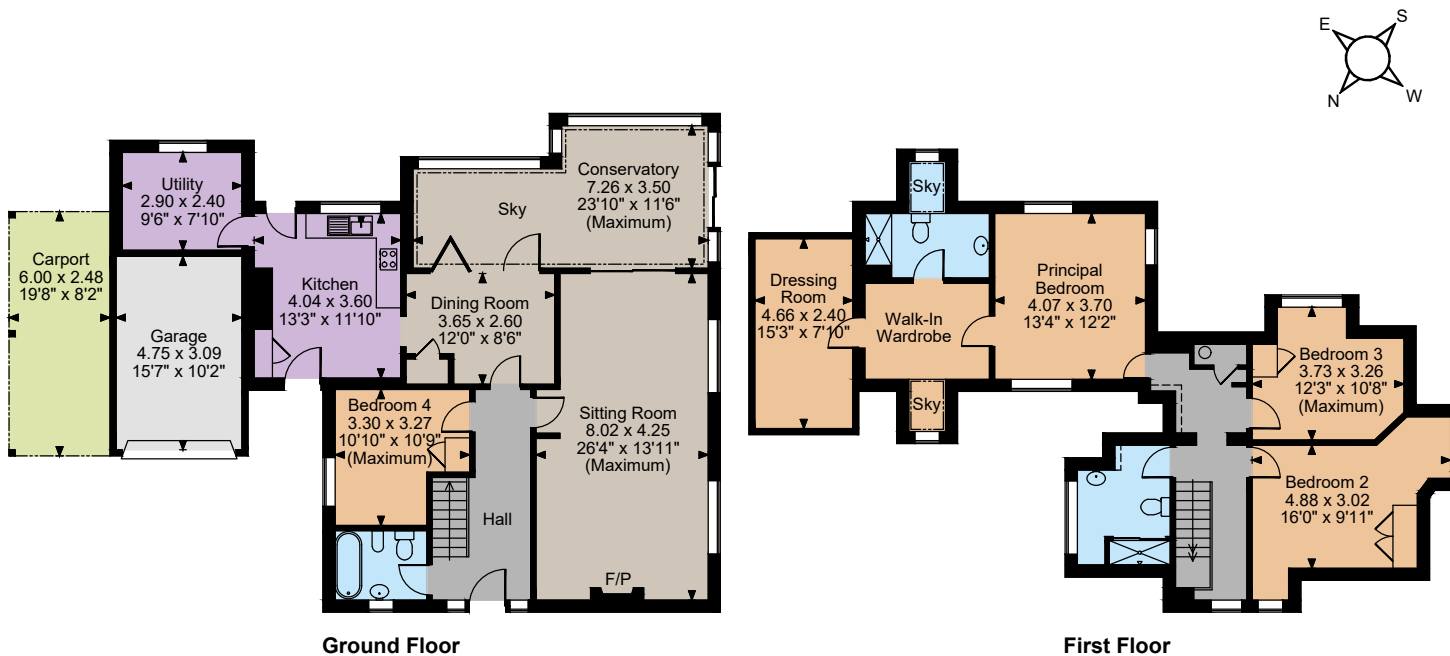 E
S
N
W
Utility
2.90 x 2.40
9'6" x 7'10"
Carport
6.00 x 2.48
19'8" x 8'2"
Garage
4.75 x 3.09
15'7" x 10'2"
Kitchen
4.04 x 3.60
13'3" x 11'10"
Sky
Conservatory
7.26 x 3.50
23'10" x 11'6"
(Maximum)
Dining Room
3.65 x 2.60
12'0" x 8'6"
Bedroom 4
3.30 x 3.27
10'10" x 10'9"
(Maximum)
Sitting Room
8.02 x 4.25
26'4" x 13'11"
(Maximum)
Hall
F/P
Ground Floor
Sky
Dressing
Room
4.66 x 2.40
15'3" x 7'10"
Walk-In
Wardrobe
Sky
Principal
Bedroom
4.07 x 3.70
13'4" x 12'2"
Bedroom 3
3.73 x 3.26
12'3" x 10'8"
(Maximum)
Bedroom 2
4.88 x 3.02
16'0" x 9'11"
First Floor